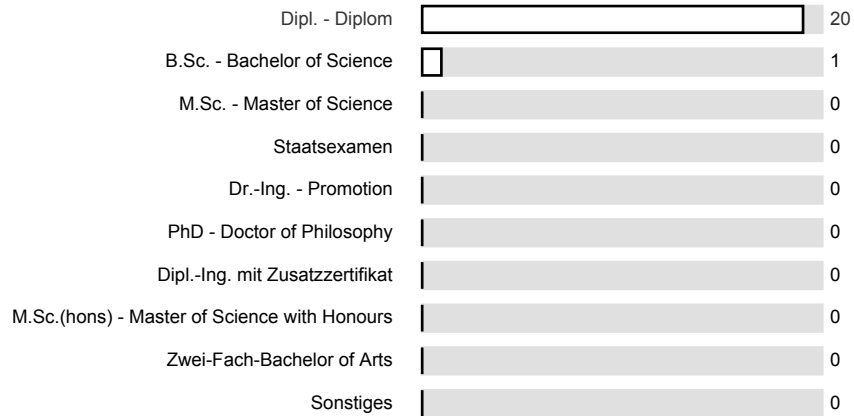 Dipl. - Diplom 20
B.Sc. - Bachelor of Science 1
M.Sc. - Master of Science 0
Staatsexamen 0
Dr.-Ing. - Promotion 0
PhD - Doctor of Philosophy 0
Dipl.-Ing. mit Zusatzzertifikat 0
M.Sc.(hons) - Master of Science with Honours 0
Zwei-Fach-Bachelor of Arts 0
Sonstiges 0